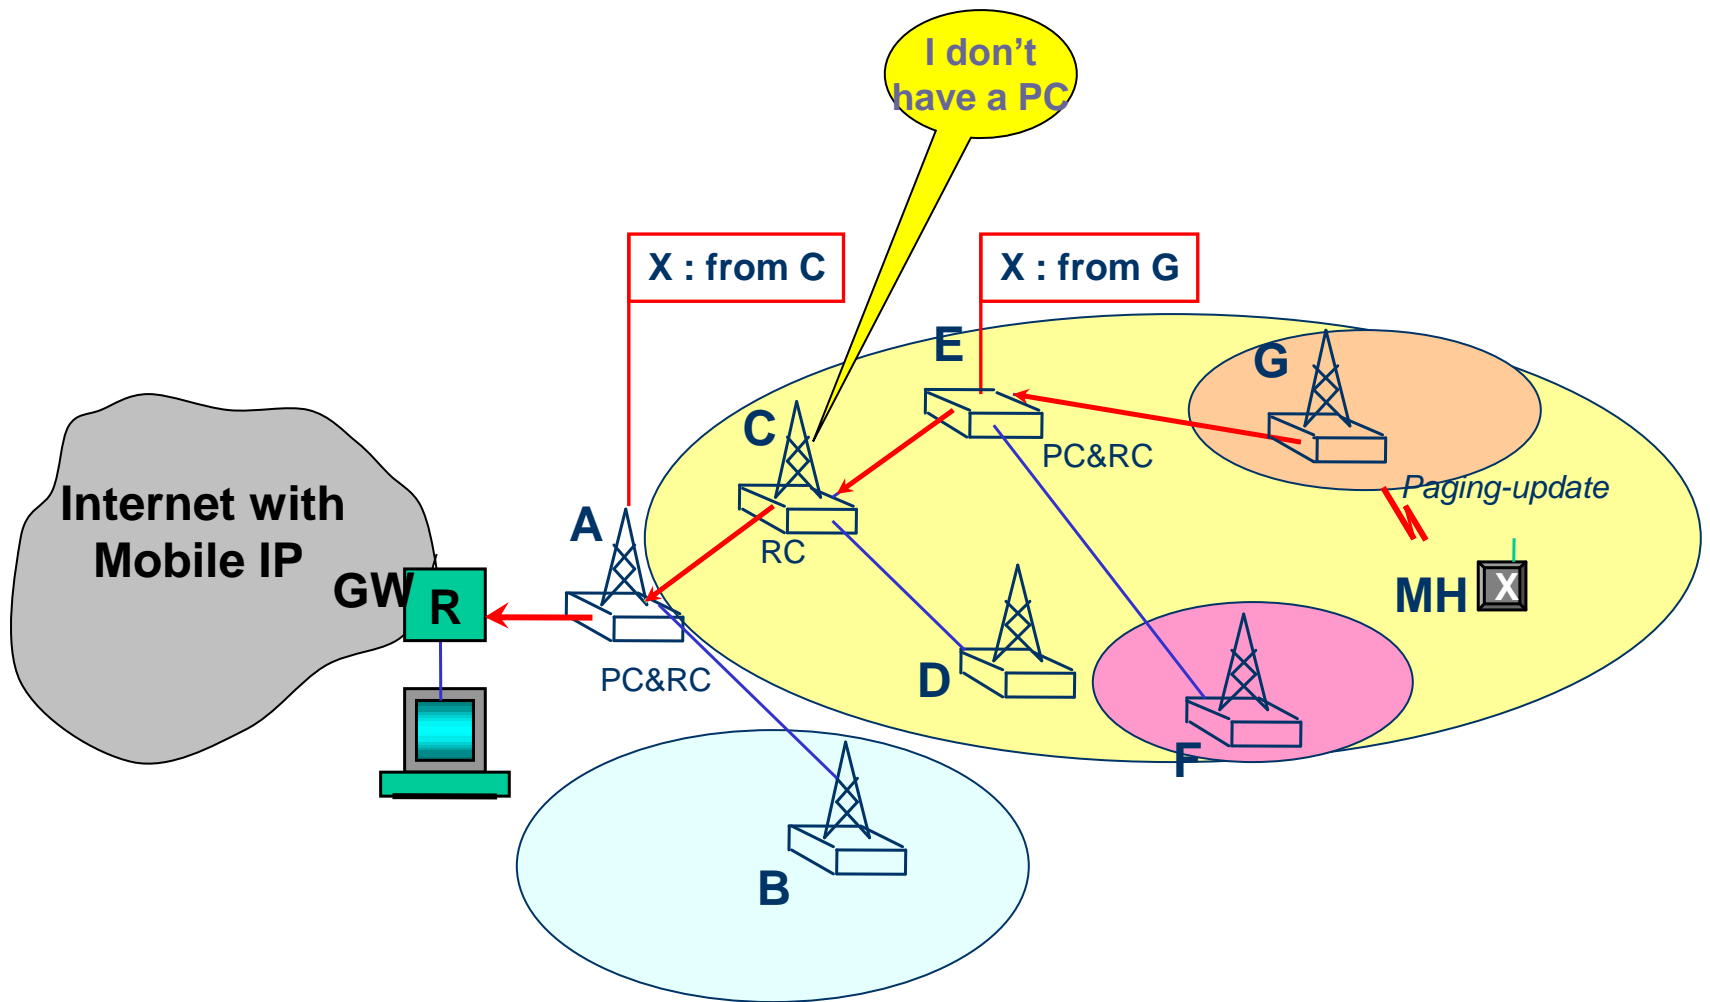 I don't
have a PC
X : from C
X : from G
E
G
C
PC&RC
Paging-update
Internet with
Mobile IP
A
RC
GW
R
MH
X
D
PC&RC
F
B